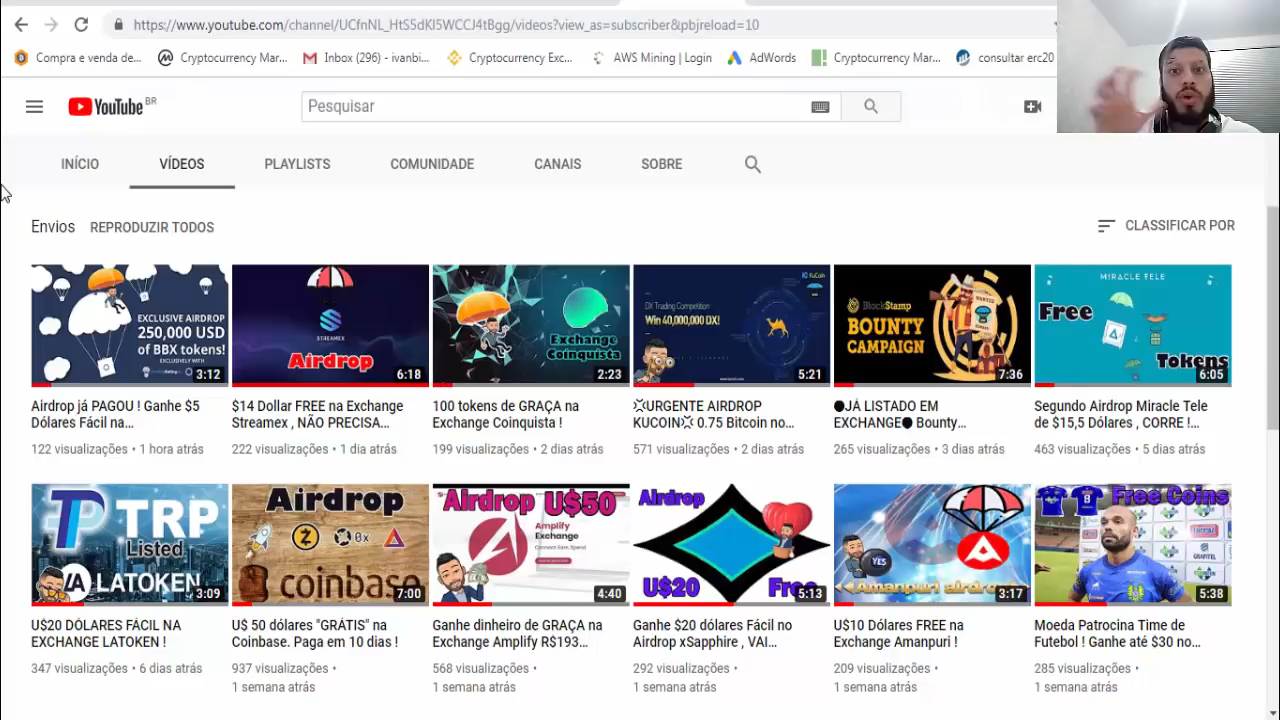 https://www.youtube.com/channel/UCfnNL_HtS5dKI5WCCJ4tBgg/videos?view_as=subscriber&pbjreload=10
Compra e venda de...
Cryptocurrency Mar...
Inbox (296) - ivanbi...
Cryptocurrency Exc...
AWS Mining | Login
AdWords
Cryptocurrency Mar...
consultar erc20
YouTube BR
Pesquisar
INÍCIO
VÍDEOS
PLAYLISTS
COMUNIDADE
CANAIS
SOBRE
Envios
REPRODUZIR TODOS
CLASSIFICAR POR
EXCLUSIVE AIRDROP
250,000 USD
of BBX tokens!
EXCLUSIVELY WITH
3:12
STREAMEX
Airdrop
6:18
Exchange
Coinquista
2:23
KuCoin
DX Trading Competition
Win 40,000,000 DX!
5:21
BlockStamp
BOUNTY
CAMPAIGN
WANTED
7:36
MIRACLE TELE
Free
Tokens
6:05
Airdrop já PAGOU ! Ganhe $5
Dólares Fácil na...
122 visualizações • 1 hora atrás
$14 Dollar FREE na Exchange
Streamex , NÃO PRECISA...
222 visualizações • 1 dia atrás
100 tokens de GRAÇA na
Exchange Coinquista !
199 visualizações • 2 dias atrás
💢URGENTE AIRDROP
KUCOIN💢 0.75 Bitcoin no...
571 visualizações • 2 dias atrás
⚫JÁ LISTADO EM
EXCHANGE⚫ Bounty...
265 visualizações • 3 dias atrás
Segundo Airdrop Miracle Tele
de $15,5 Dólares , CORRE !...
463 visualizações • 5 dias atrás
TRP
Listed
LATOKEN
3:09
Airdrop
0x
coinbase
7:00
Airdrop U$50
Amplify
Exchange
4:40
Airdrop
U$20
Free
5:13
YES
Amanpuri airdrop
3:17
Free Coins
8
5:38
U$20 DÓLARES FÁCIL NA
EXCHANGE LATOKEN !
347 visualizações • 6 dias atrás
U$ 50 dólares "GRÁTIS" na
Coinbase. Paga em 10 dias !
937 visualizações •
1 semana atrás
Ganhe dinheiro de GRAÇA na
Exchange Amplify R$193...
568 visualizações •
1 semana atrás
Ganhe $20 dólares Fácil no
Airdrop xSapphire , VAI...
292 visualizações •
1 semana atrás
U$10 Dólares FREE na
Exchange Amanpuri !
209 visualizações •
1 semana atrás
Moeda Patrocina Time de
Futebol ! Ganhe até $30 no...
285 visualizações •
1 semana atrás